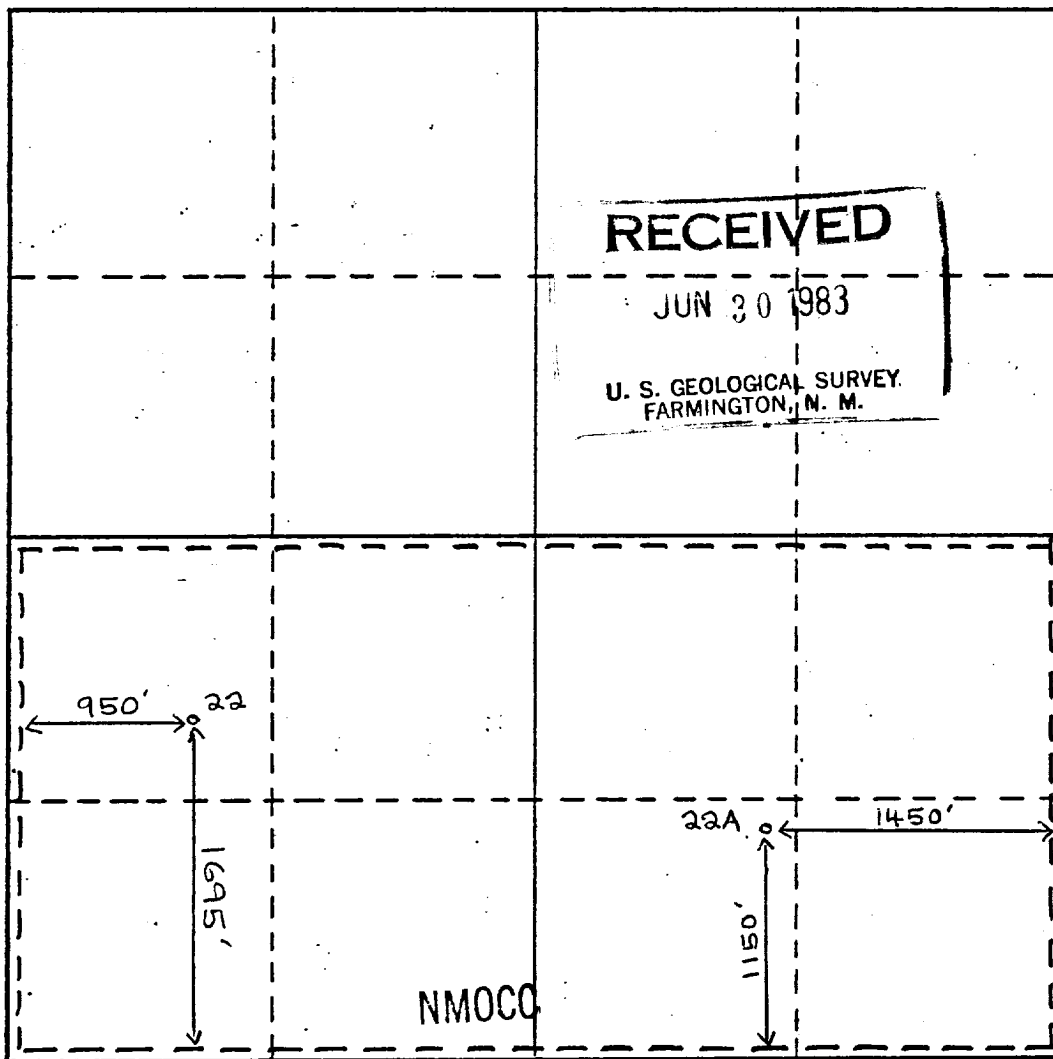 RECEIVED
JUN 30 1983
U. S. GEOLOGICAL SURVEY.
FARMINGTON, N. M.
950' 22
1695'
22A 1450'
1150'
NMOCC